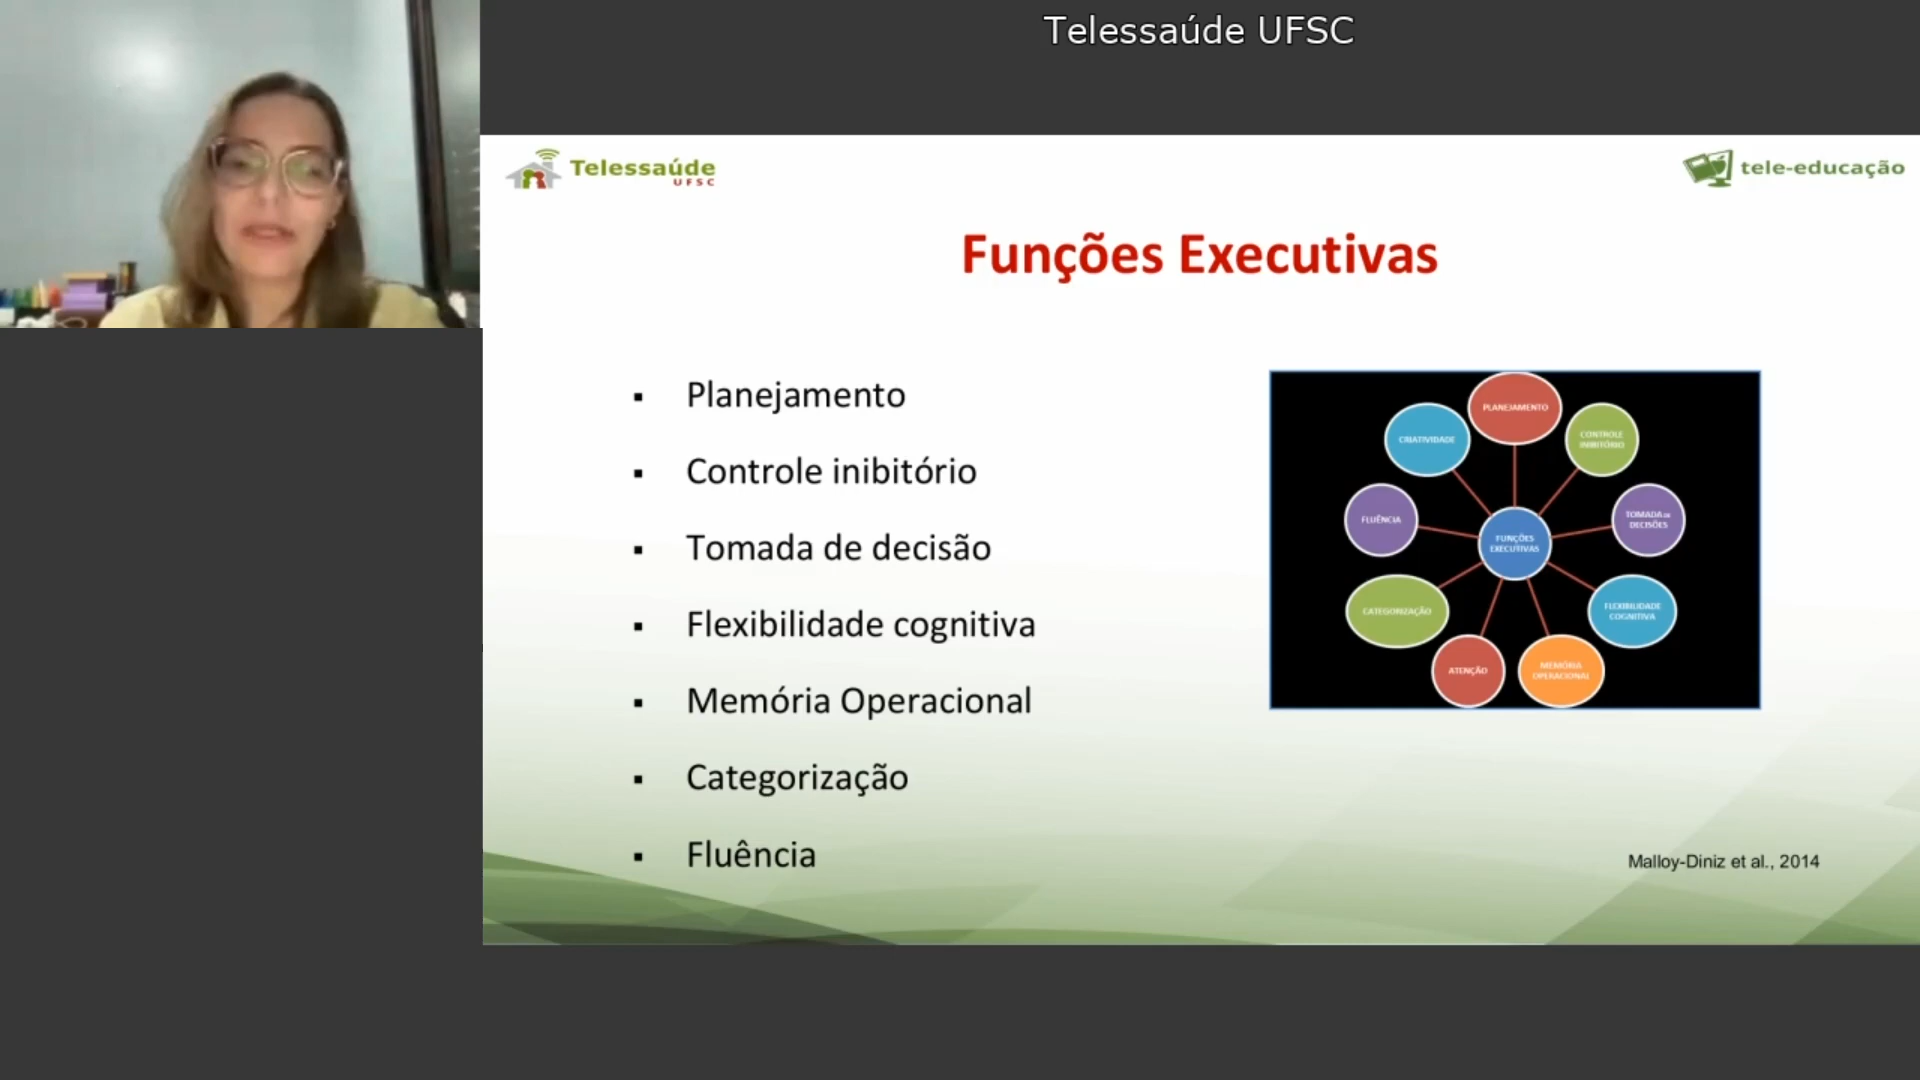 Telessaúde UFSC
Telessaúde
UFSC
tele-educação
Funções Executivas
Planejamento
Controle inibitório
Tomada de decisão
Flexibilidade cognitiva
Memória Operacional
Categorização
Fluência
PLANEJAMENTO
CRIATIVIDADE
CONTROLE
INIBITÓRIO
FLUÊNCIA
TOMADA DE
DECISÕES
FUNÇÕES
EXECUTIVAS
CATEGORIZAÇÃO
FLEXIBILIDADE
COGNITIVA
ATENÇÃO
MEMÓRIA
OPERACIONAL
Malloy-Diniz et al., 2014